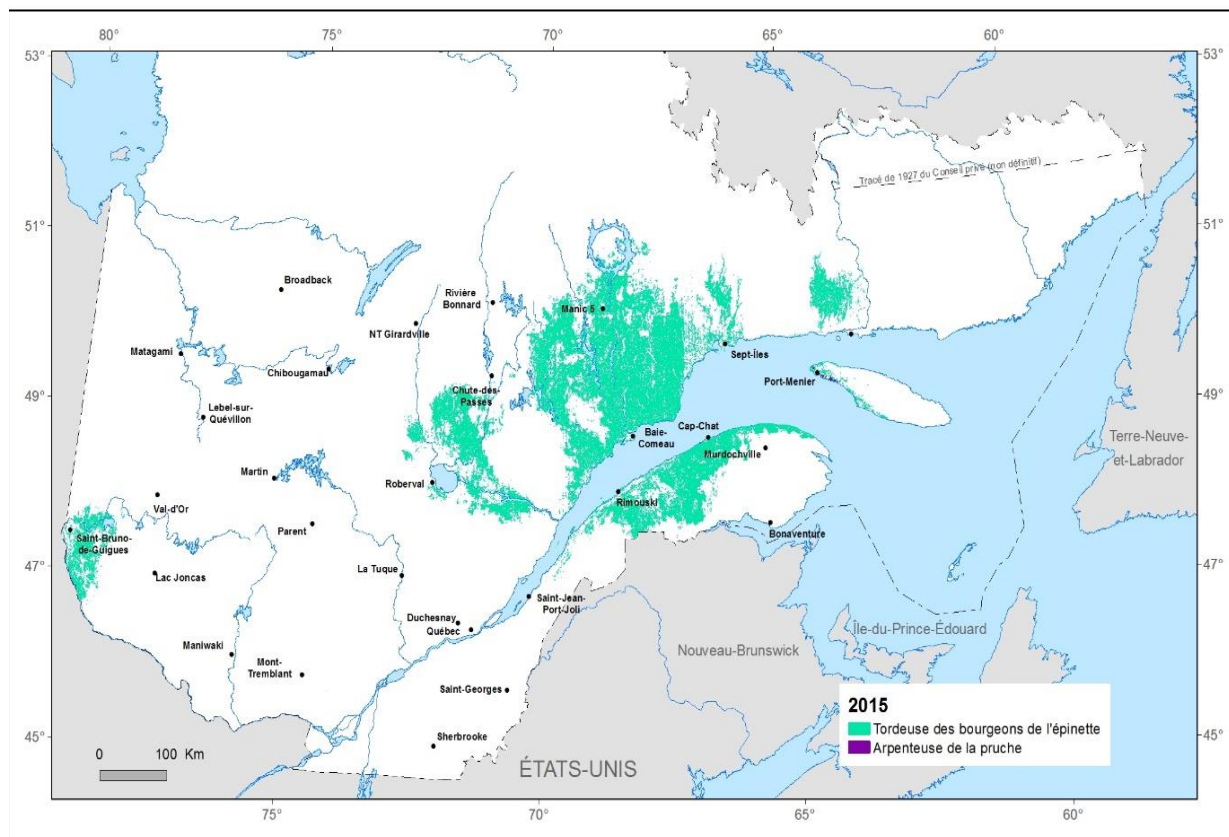 80° 75° 70° 65° 60°
53° 53°
Tracé de 1927 du Conseil privé (non définitif)
51° 51°
Broadback
Rivière
Bonnard
Manic 5
NT Girardville
Matagami
Sept-Îles
Chibougamau
Port-Menier
Chute-des-
Passes
49° 49°
Lebel-sur-
Quévillon
Baie-
Comeau
Cap-Chat
Murdochville
Terre-Neuve-
et-Labrador
Martin
Roberval
Rimouski
Val-d'Or
Parent
Bonaventure
Saint-Bruno-
de-Guigues
Lac Joncas
La Tuque
47° 47°
Saint-Jean-
Port-Joli
Duchesnay
Québec
Île-du-Prince-Édouard
Maniwaki
Mont-
Tremblant
Nouveau-Brunswick
Saint-Georges
2015
Tordeuse des bourgeons de l'épinette
Arpenteuse de la pruche
Sherbrooke
45° 45°
0 100 Km
ÉTATS-UNIS
75° 70° 65° 60°